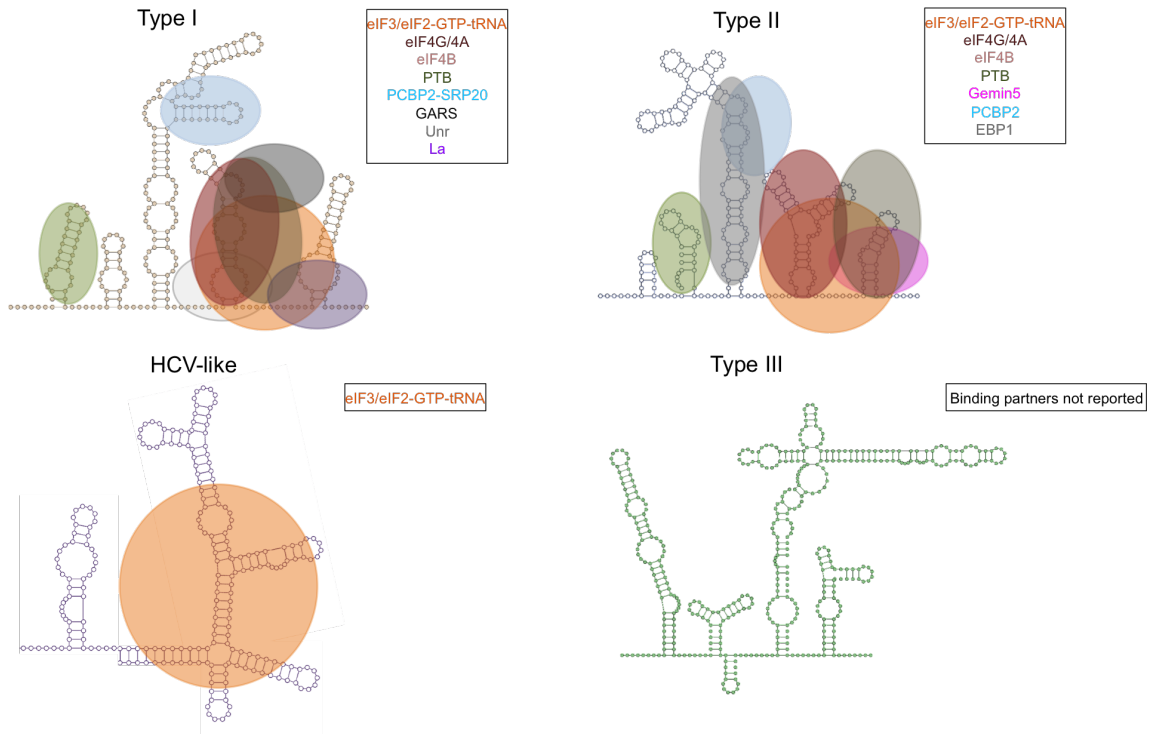 Type I
eIF3/eIF2-GTP-tRNA
eIF4G/4A
eIF4B
PTB
PCBP2-SRP20
GARS
Unr
La
Type II
eIF3/eIF2-GTP-tRNA
eIF4G/4A
eIF4B
PTB
Gemin5
PCBP2
EBP1
HCV-like
eIF3/eIF2-GTP-tRNA
Type III
Binding partners not reported